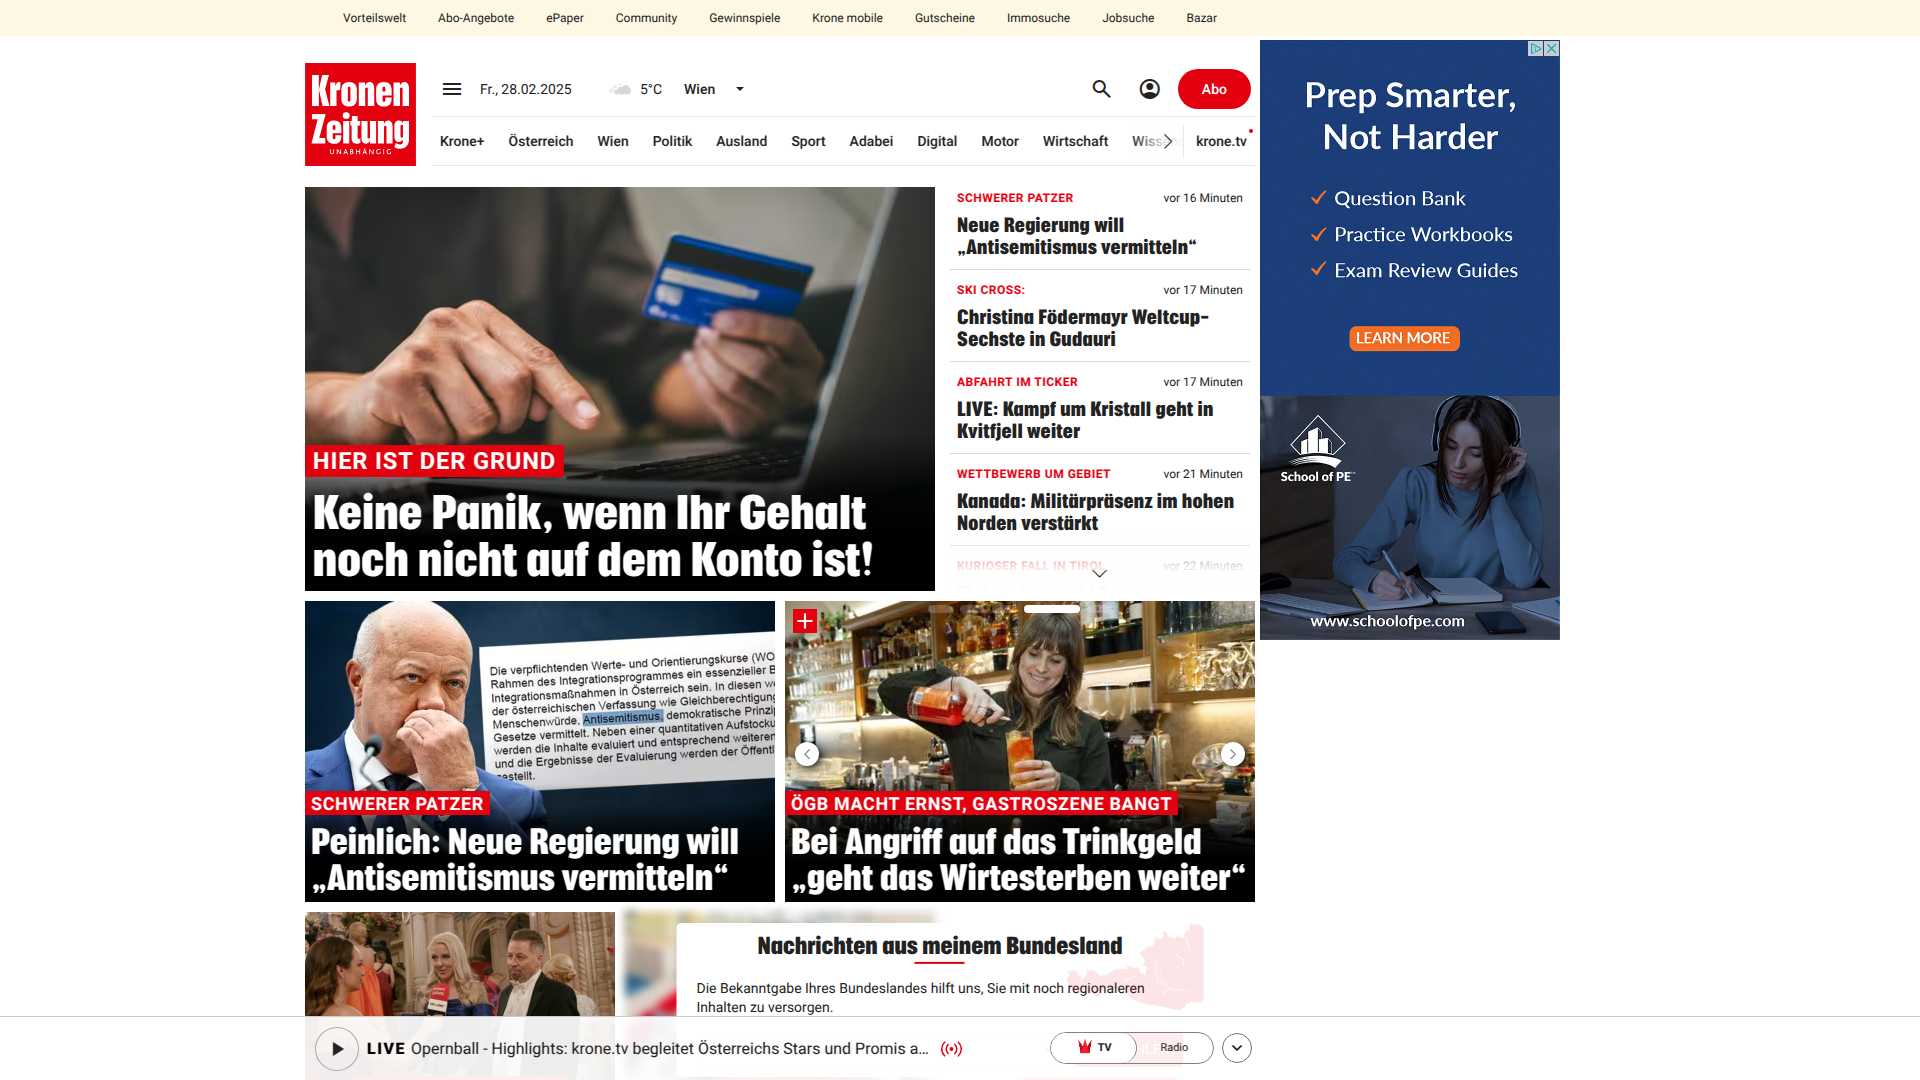 Vorteilswelt
Abo-Angebote
ePaper
Community
Gewinnspiele
Krone mobile
Gutscheine
Immosuche
Jobsuche
Bazar
Kronen
Zeitung
UNABHÄNGIG
Fr., 28.02.2025
5°C
Wien
Abo
Krone+
Österreich
Wien
Politik
Ausland
Sport
Adabei
Digital
Motor
Wirtschaft
krone.tv
HIER IST DER GRUND
Keine Panik, wenn Ihr Gehalt
noch nicht auf dem Konto ist!
SCHWERER PATZER
vor 16 Minuten
Neue Regierung will
„Antisemitismus vermitteln“
SKI CROSS:
vor 17 Minuten
Christina Födermayr Weltcup-
Sechste in Gudauri
ABFAHRT IM TICKER
vor 17 Minuten
LIVE: Kampf um Kristall geht in
Kvitfjell weiter
WETTBEWERB UM GEBIET
vor 21 Minuten
Kanada: Militärpräsenz im hohen
Norden verstärkt
KURIOSER FALL IN TIROL
vor 22 Minuten
Prep Smarter,
Not Harder
Question Bank
Practice Workbooks
Exam Review Guides
LEARN MORE
School of PE
www.schoolofpe.com
Die verpflichtenden Werte- und Orientierungskurse (WO
Rahmen des Integrationsprogrammes ein essenzieller B
Integrationsmaßnahmen in Österreich sein. In diesen
der österreichischen Verfassung wie Gleichberechtigung
Menschenwürde, Antisemitismus, demokratische Prinzi
Gesetze vermittelt. Neben einer quantitativen Aufstocku
werden die Inhalte evaluiert und entsprechend weiteren
und die Ergebnisse der Evaluierung werden der Öffent
gestellt.
SCHWERER PATZER
Peinlich: Neue Regierung will
„Antisemitismus vermitteln“
ÖGB MACHT ERNST, GASTROSZENE BANGT
Bei Angriff auf das Trinkgeld
„geht das Wirtesterben weiter“
Nachrichten aus meinem Bundesland
Die Bekanntgabe Ihres Bundeslandes hilft uns, Sie mit noch regionaleren
Inhalten zu versorgen.
LIVE Opernball - Highlights: krone.tv begleitet Österreichs Stars und Promis a...
TV
Radio